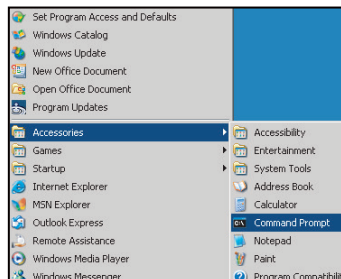 Set Program Access and Defaults
Windows Catalog
Windows Update
New Office Document
Open Office Document
Program Updates
Accessories
Games
Startup
Internet Explorer
MSN Explorer
Outlook Express
Remote Assistance
Windows Media Player
Windows Messenger
Accessibility
Entertainment
System Tools
Address Book
Calculator
Command Prompt
Notepad
Paint
Program Compatibili